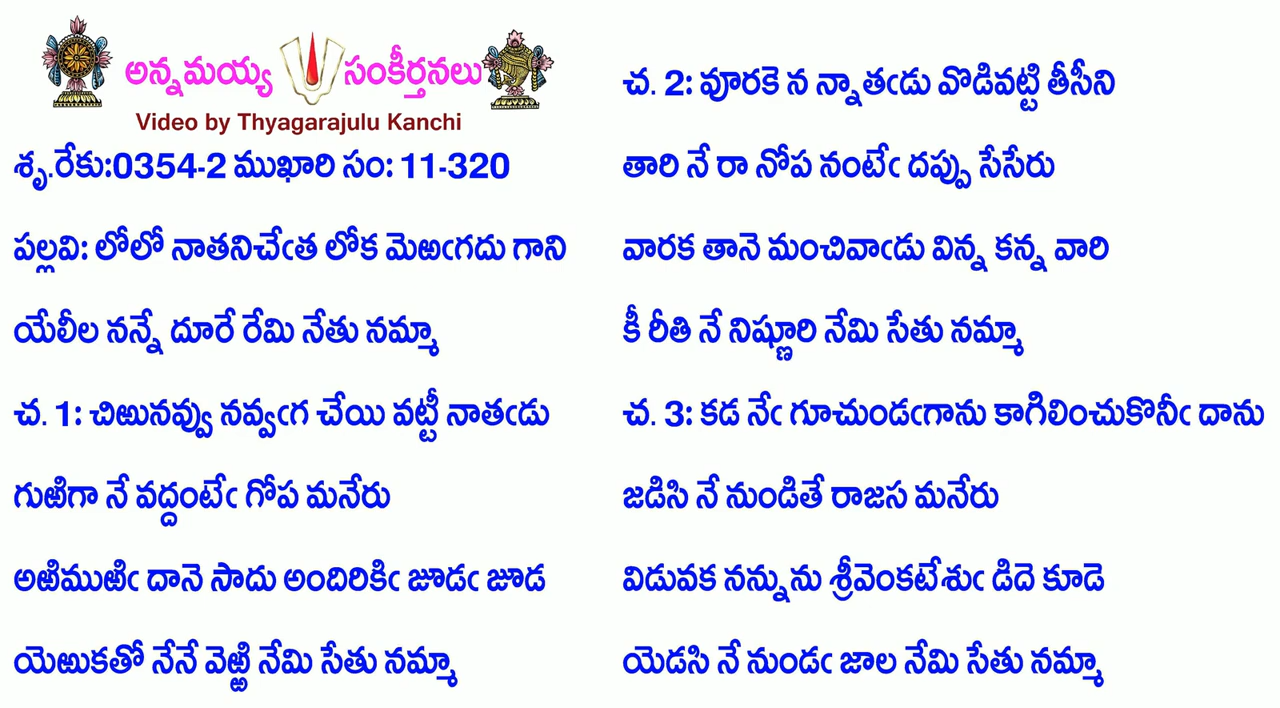 అన్నమయ్య సంకీర్తనలు
Video by Thyagarajulu Kanchi
శృ.రేకు:0354-2 ముఖారి సం: 11-320
పల్లవి: లోలో నాతనిచేఁత లోక మెఱఁగదు గాని
యేలీల నన్నే దూరే రేమి నేతు నమ్మా
చ. 1: చిఱునవ్వు నవ్వఁగ చేయి వట్టీ నాతఁడు
గుఱిగా నే వద్దంటేఁ గోప మనేరు
అఱిముఱిఁ దానె సాదు అందిరికిఁ జూడఁ జూడ
యెఱుకతో నేనే వెఱ్ఱి నేమి సేతు నమ్మా
చ. 2: వూరకె న న్నాతఁడు వొడివట్టి తీసీని
తారి నే రా నోప నంటేఁ దప్పు సేసేరు
వారక తానె మంచివాఁడు విన్న కన్న వారి
కీ రీతి నే నిష్ణూరి నేమి సేతు నమ్మా
చ. 3: కడ నేఁ గూచుండఁగాను కాగిలించుకొనీఁ దాను
జడిసి నే నుండితే రాజస మనేరు
విడువక నన్నును శ్రీవెంకటేశుఁ డిదె కూడె
యెడసి నే నుండఁ జాల నేమి సేతు నమ్మా